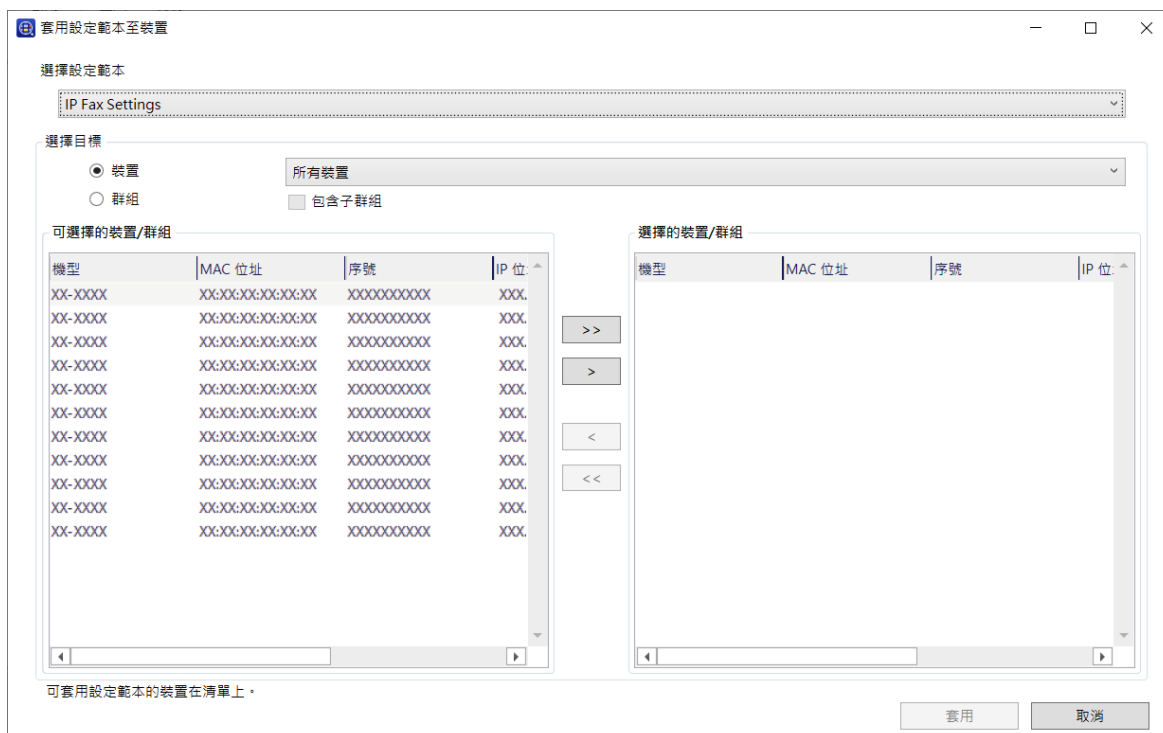 套用設定範本至裝置
選擇設定範本
IP Fax Settings
選擇目標
裝置
所有裝置
群組
包含子群組
可選擇的裝置/群組
選擇的裝置/群組
機型 MAC 位址 序號 IP 位
機型 MAC 位址 序號 IP 位
XX-XXXX XX:XX:XX:XX:XX:XX XXXXXXXXXX XXX.
XX-XXXX XX:XX:XX:XX:XX:XX XXXXXXXXXX XXX.
>>
XX-XXXX XX:XX:XX:XX:XX:XX XXXXXXXXXX XXX.
XX-XXXX XX:XX:XX:XX:XX:XX XXXXXXXXXX XXX.
>
XX-XXXX XX:XX:XX:XX:XX:XX XXXXXXXXXX XXX.
XX-XXXX XX:XX:XX:XX:XX:XX XXXXXXXXXX XXX.
XX-XXXX XX:XX:XX:XX:XX:XX XXXXXXXXXX XXX.
<
XX-XXXX XX:XX:XX:XX:XX:XX XXXXXXXXXX XXX.
XX-XXXX XX:XX:XX:XX:XX:XX XXXXXXXXXX XXX.
<<
XX-XXXX XX:XX:XX:XX:XX:XX XXXXXXXXXX XXX.
XX-XXXX XX:XX:XX:XX:XX:XX XXXXXXXXXX XXX.
可套用設定範本的裝置在清單上。
套用
取消